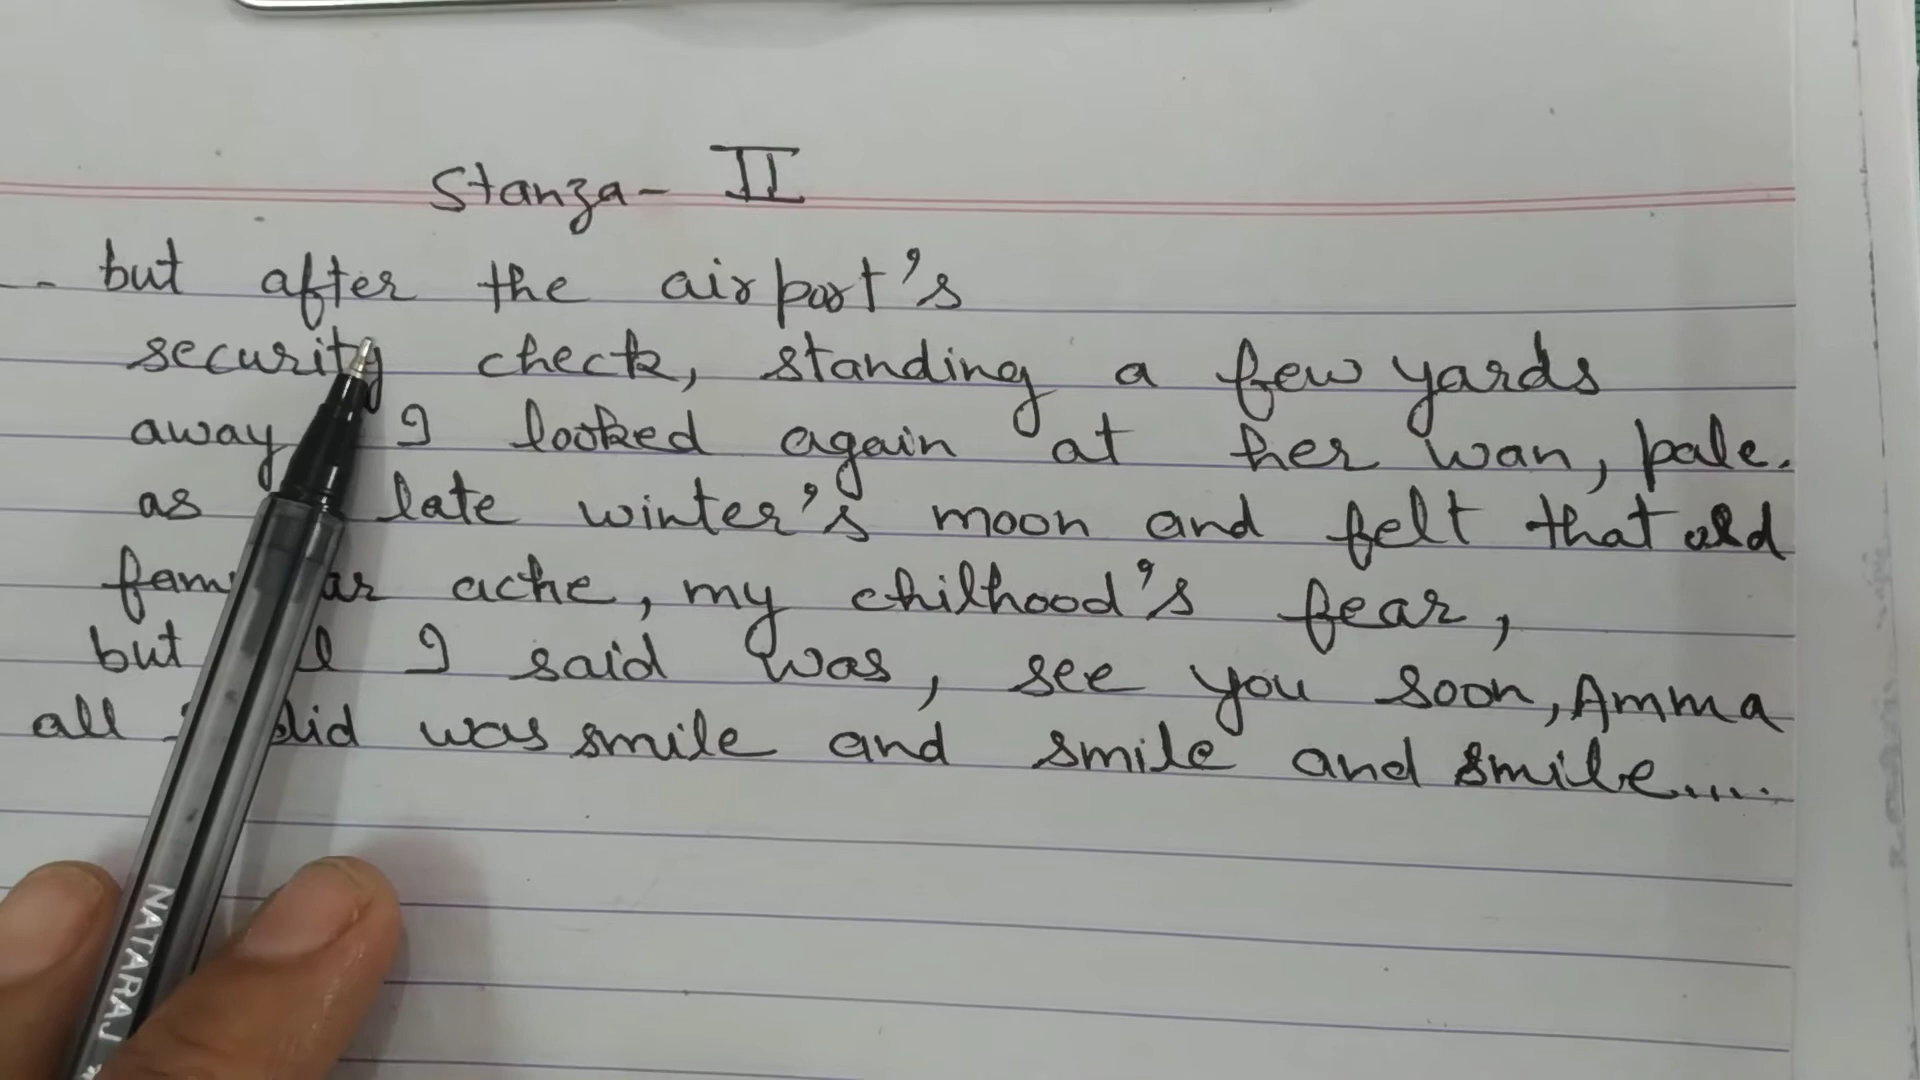 Stanza- II
-- but after the airport's
security check, standing a few yards
away I looked again at her wan, pale.
as late winter's moon and felt that old
ache, my chilhood's fear,
but I said was, see you soon, Amma
all did was smile and smile and smile....
NATARAJ